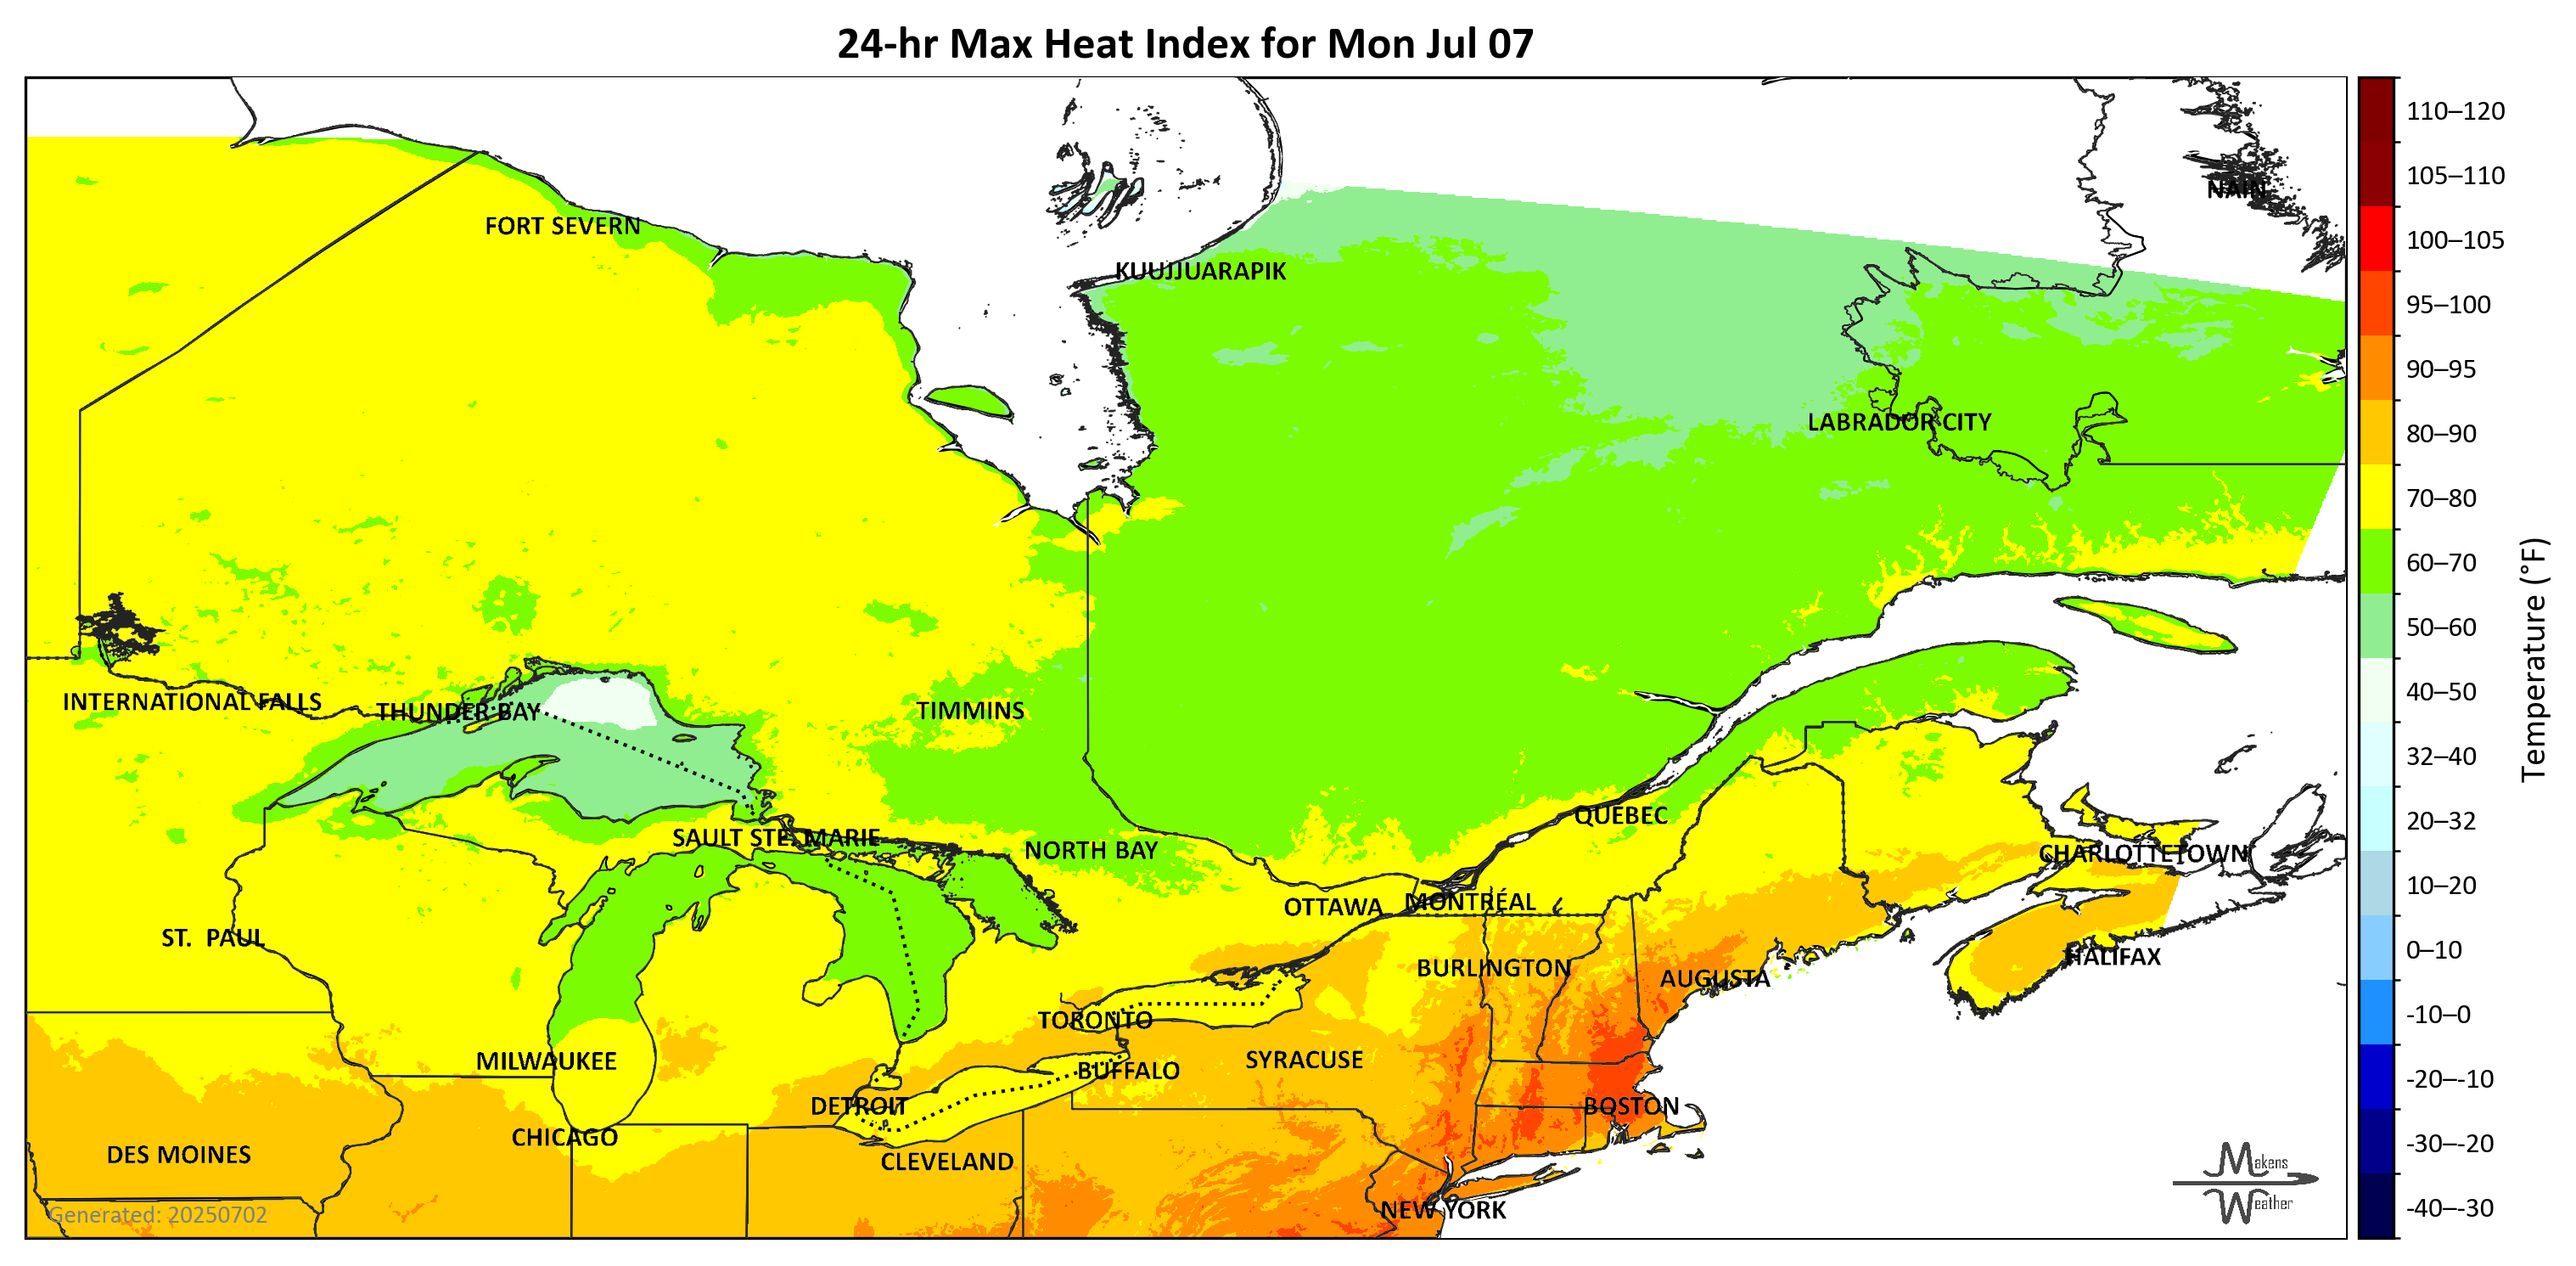 24-hr Max Heat Index for Mon Jul 07
110–120
105–110
100–105
95–100
90–95
80–90
70–80
60–70
50–60
40–50
32–40
20–32
10–20
0–10
-10–0
-20–-10
-30–-20
-40–-30
Temperature (°F)
NAIN
FORT SEVERN
KUUJJUARAPIK
LABRADOR CITY
INTERNATIONAL FALLS
THUNDER BAY
TIMMINS
QUÉBEC
SAULT STE. MARIE
NORTH BAY
CHARLOTTETOWN
OTTAWA
MONTRÉAL
ST. PAUL
HALIFAX
BURLINGTON
AUGUSTA
TORONTO
MILWAUKEE
SYRACUSE
BUFFALO
DETROIT
BOSTON
CHICAGO
DES MOINES
CLEVELAND
NEW YORK
Generated: 20250702
Makens
Weather